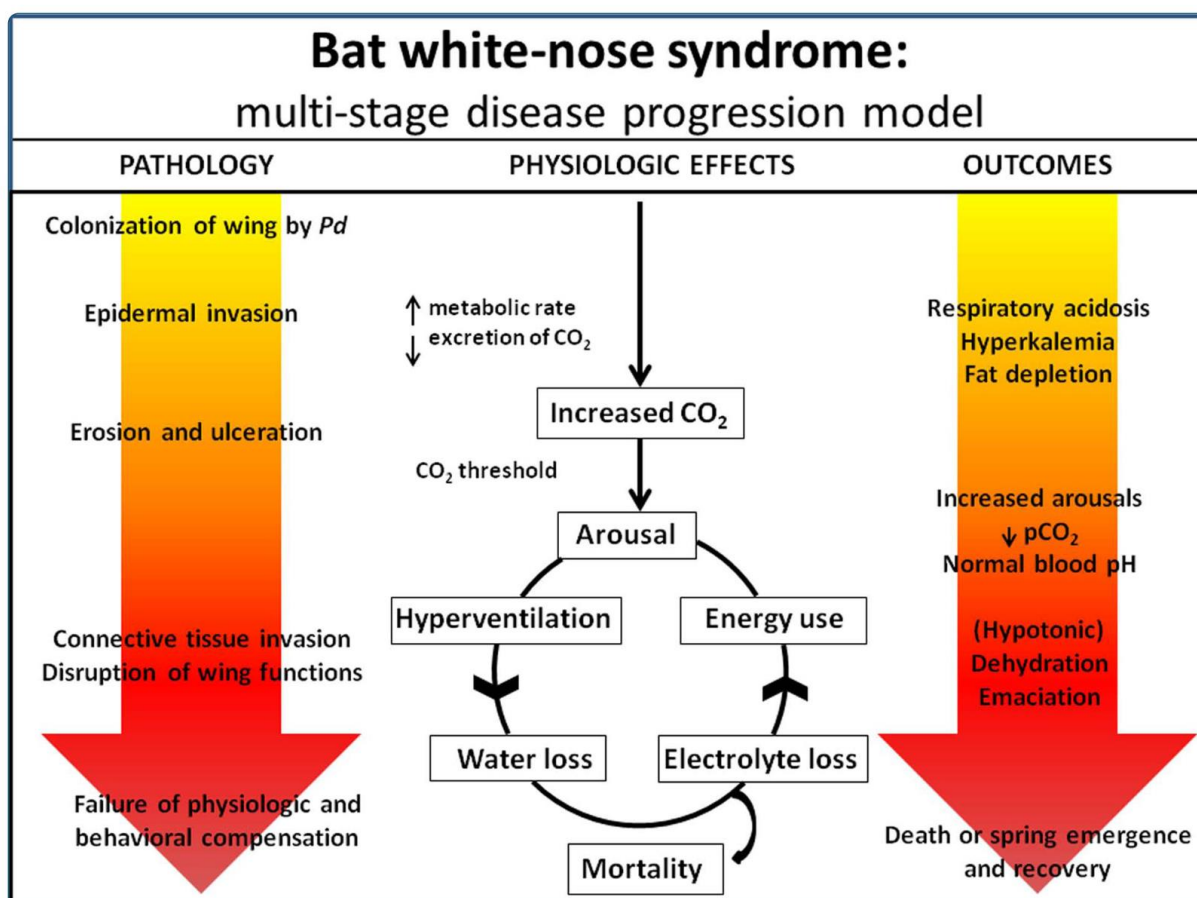 Bat white-nose syndrome:
multi-stage disease progression model
PATHOLOGY
PHYSIOLOGIC EFFECTS
OUTCOMES
Colonization of wing by Pd
Epidermal invasion
Erosion and ulceration
Connective tissue invasion
Disruption of wing functions
Failure of physiologic and
behavioral compensation
↑ metabolic rate
↓ excretion of CO₂
Increased CO₂
CO₂ threshold
Arousal
Hyperventilation
Energy use
Water loss
Electrolyte loss
Mortality
Respiratory acidosis
Hyperkalemia
Fat depletion
Increased arousals
↓ pCO₂
Normal blood pH
(Hypotonic)
Dehydration
Emaciation
Death or spring emergence
and recovery